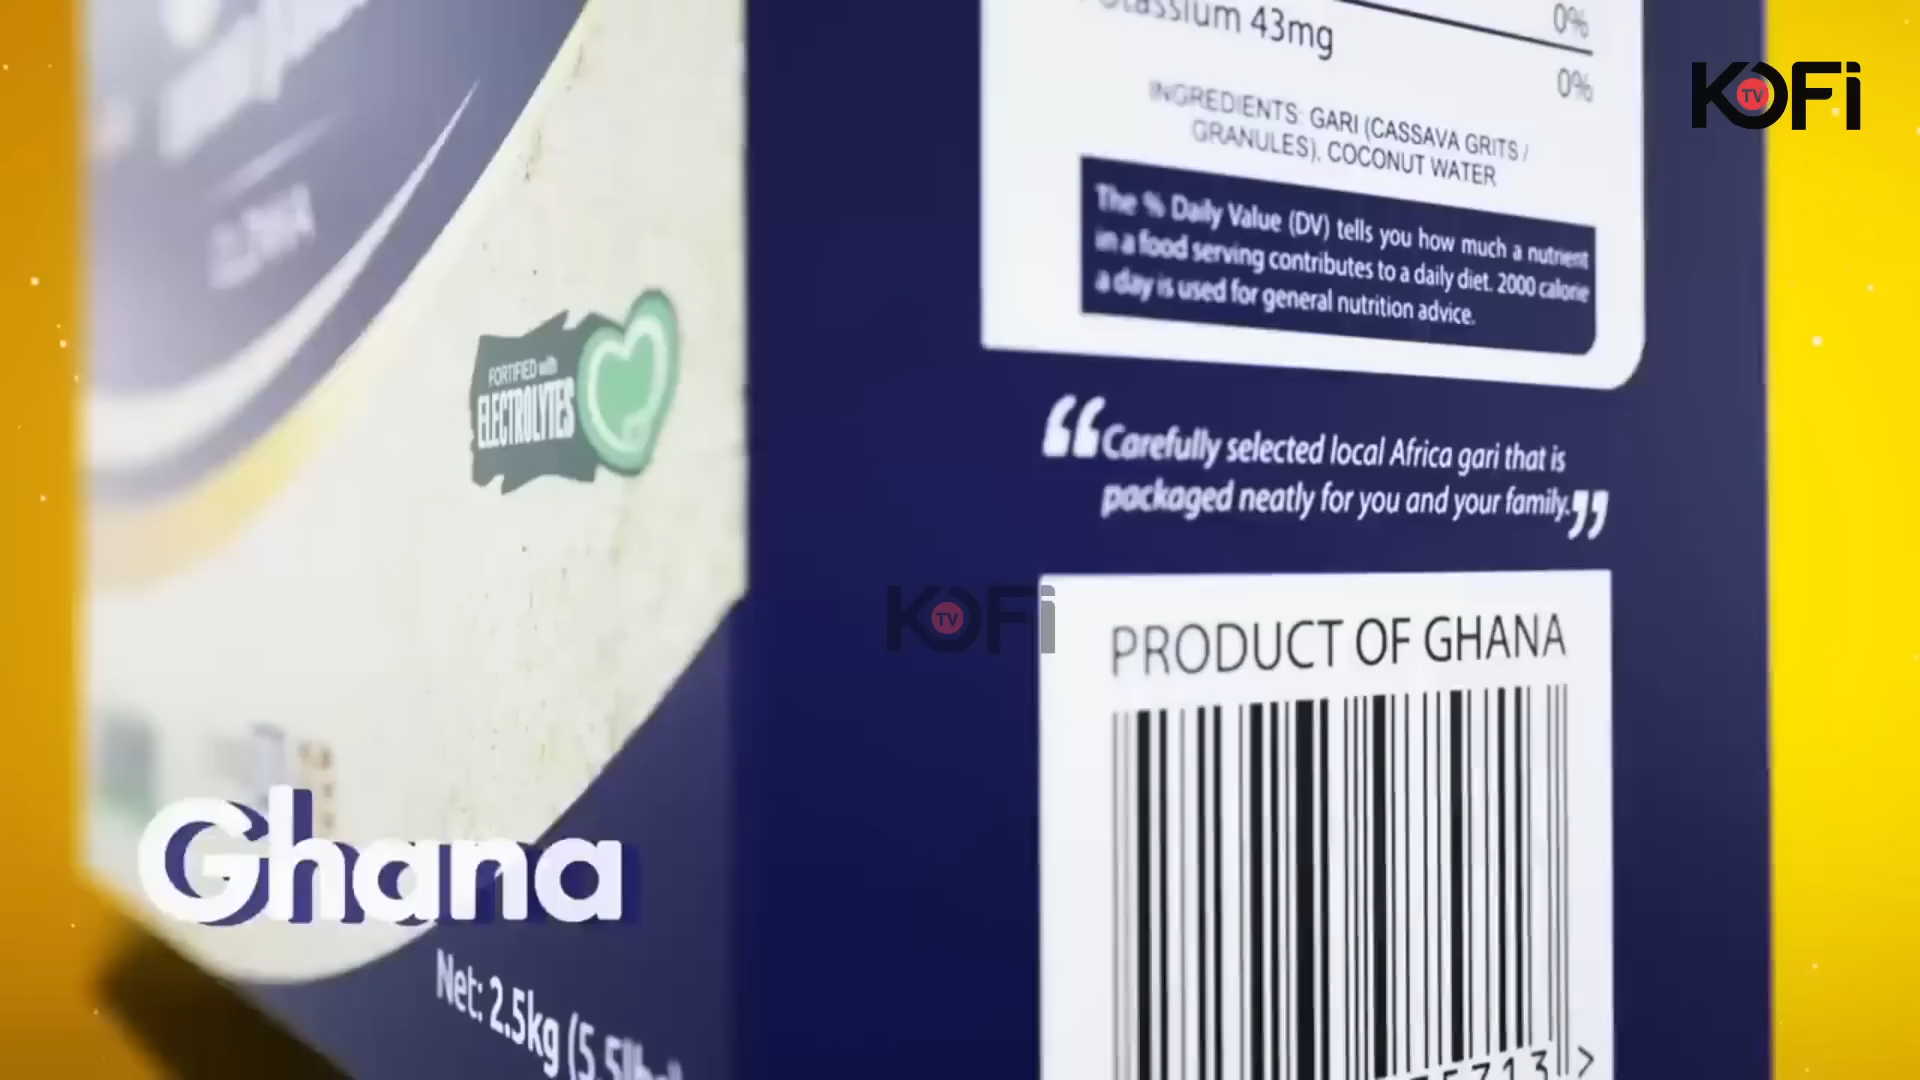 Potassium 43mg
0%
0%
INGREDIENTS: GARI (CASSAVA GRITS /
GRANULES), COCONUT WATER
The % Daily Value (DV) tells you how much a nutrient
in a food serving contributes to a daily diet. 2000 calorie
a day is used for general nutrition advice.
FORTIFIED with
ELECTROLYTES
“Carefully selected local Africa gari that is
packaged neatly for you and your family.”
PRODUCT OF GHANA
Ghana
Net: 2.5kg (5.5lbs)
5713 >
KOFi TV
KOFi TV